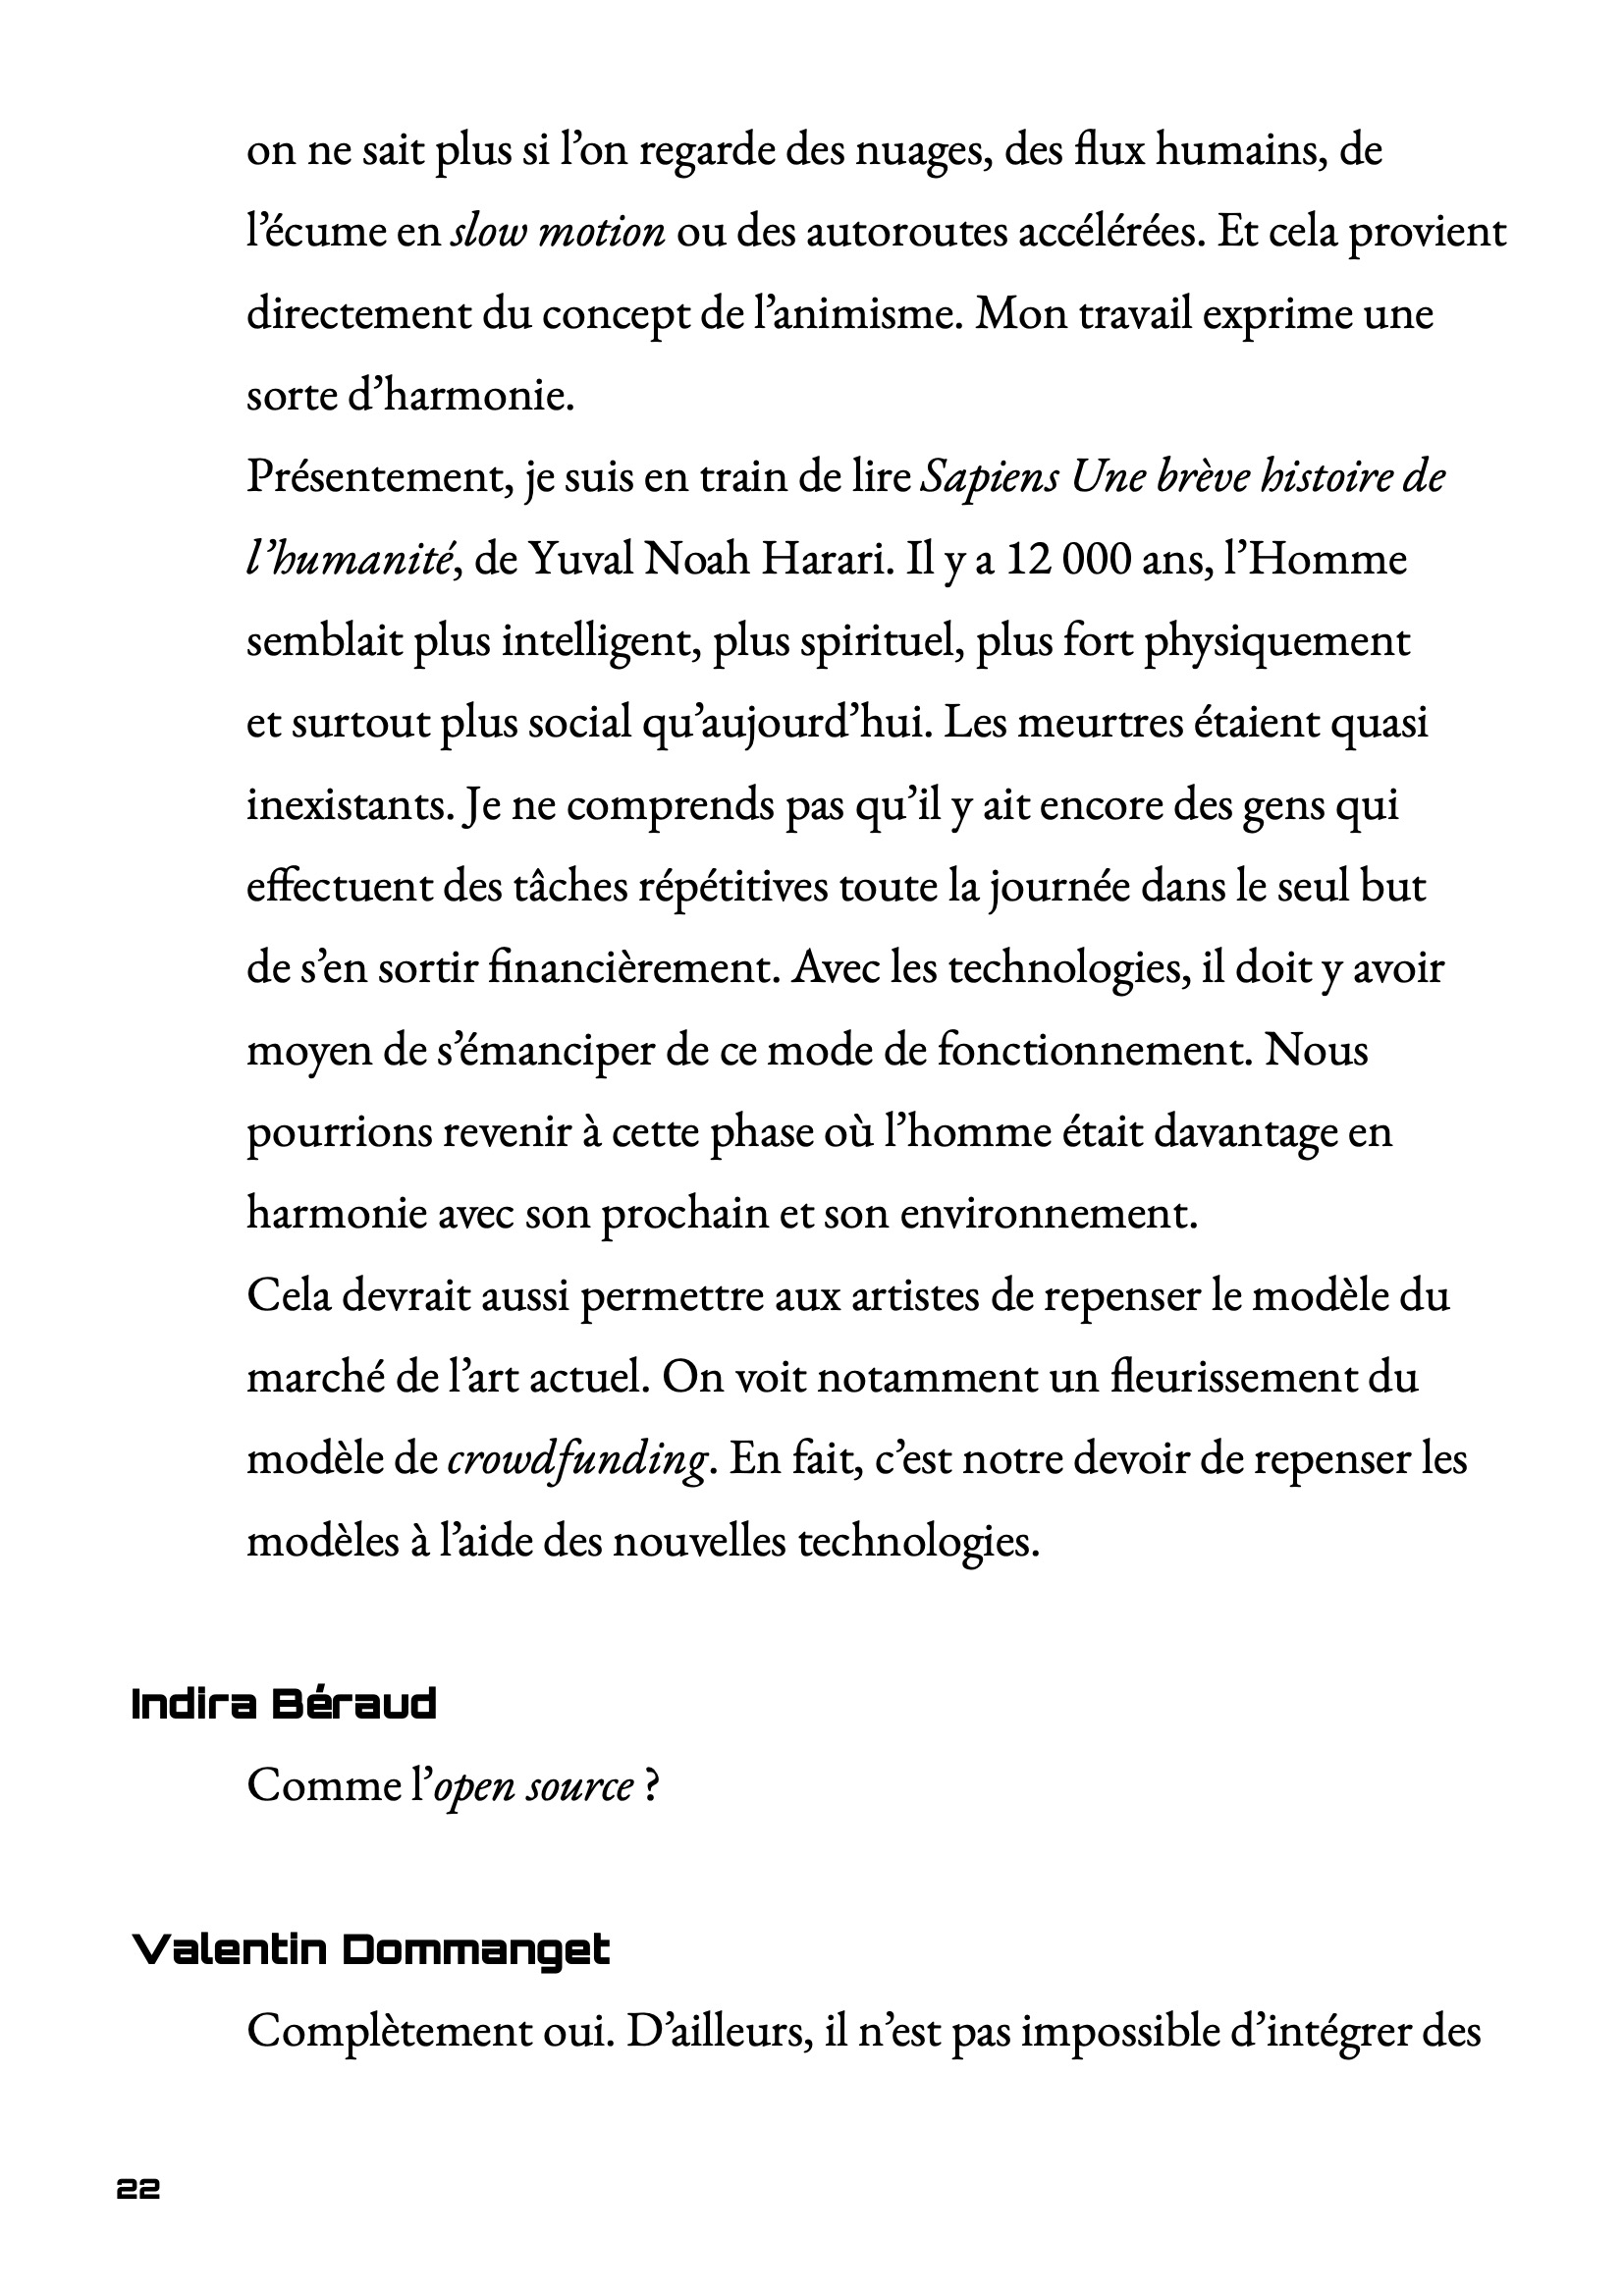 on ne sait plus si l’on regarde des nuages, des flux humains, de
l’écume en slow motion ou des autoroutes accélérées. Et cela provient
directement du concept de l’animisme. Mon travail exprime une
sorte d’harmonie.
Présentement, je suis en train de lire Sapiens Une brève histoire de
l’humanité, de Yuval Noah Harari. Il y a 12 000 ans, l’Homme
semblait plus intelligent, plus spirituel, plus fort physiquement
et surtout plus social qu’aujourd’hui. Les meurtres étaient quasi
inexistants. Je ne comprends pas qu’il y ait encore des gens qui
effectuent des tâches répétitives toute la journée dans le seul but
de s’en sortir financièrement. Avec les technologies, il doit y avoir
moyen de s’émanciper de ce mode de fonctionnement. Nous
pourrions revenir à cette phase où l’homme était davantage en
harmonie avec son prochain et son environnement.
Cela devrait aussi permettre aux artistes de repenser le modèle du
marché de l’art actuel. On voit notamment un fleurissement du
modèle de crowdfunding. En fait, c’est notre devoir de repenser les
modèles à l’aide des nouvelles technologies.
Indira Béraud
Comme l’open source ?
Valentin Dommanget
Complètement oui. D’ailleurs, il n’est pas impossible d’intégrer des
22